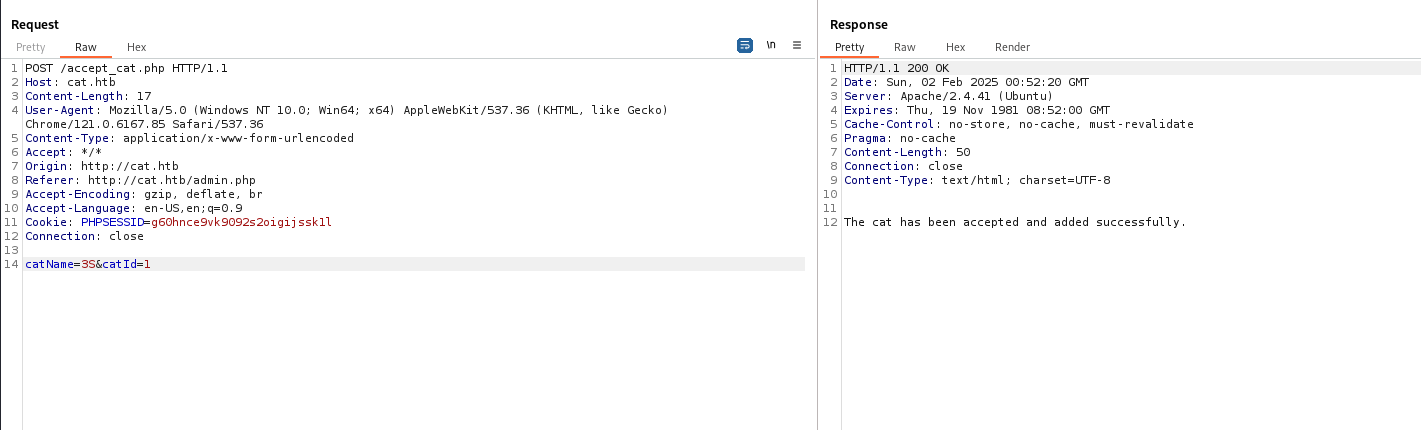 Request
Pretty Raw Hex
\n
1 POST /accept_cat.php HTTP/1.1
2 Host: cat.htb
3 Content-Length: 17
4 User-Agent: Mozilla/5.0 (Windows NT 10.0; Win64; x64) AppleWebKit/537.36 (KHTML, like Gecko)
Chrome/121.0.6167.85 Safari/537.36
5 Content-Type: application/x-www-form-urlencoded
6 Accept: */*
7 Origin: http://cat.htb
8 Referer: http://cat.htb/admin.php
9 Accept-Encoding: gzip, deflate, br
10 Accept-Language: en-US,en;q=0.9
11 Cookie: PHPSESSID=g60hnce9vk9092s2oigijssk1l
12 Connection: close
13
14 catName=3S&catId=1
Response
Pretty Raw Hex Render
1 HTTP/1.1 200 OK
2 Date: Sun, 02 Feb 2025 00:52:20 GMT
3 Server: Apache/2.4.41 (Ubuntu)
4 Expires: Thu, 19 Nov 1981 08:52:00 GMT
5 Cache-Control: no-store, no-cache, must-revalidate
6 Pragma: no-cache
7 Content-Length: 50
8 Connection: close
9 Content-Type: text/html; charset=UTF-8
10
11
12 The cat has been accepted and added successfully.